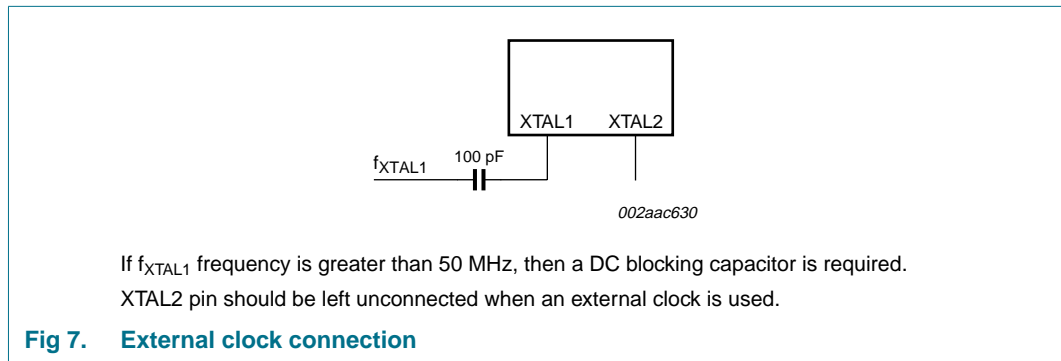 XTAL1 XTAL2
fXTAL1 100 pF
002aac630
If fXTAL1 frequency is greater than 50 MHz, then a DC blocking capacitor is required.
XTAL2 pin should be left unconnected when an external clock is used.
Fig 7. External clock connection